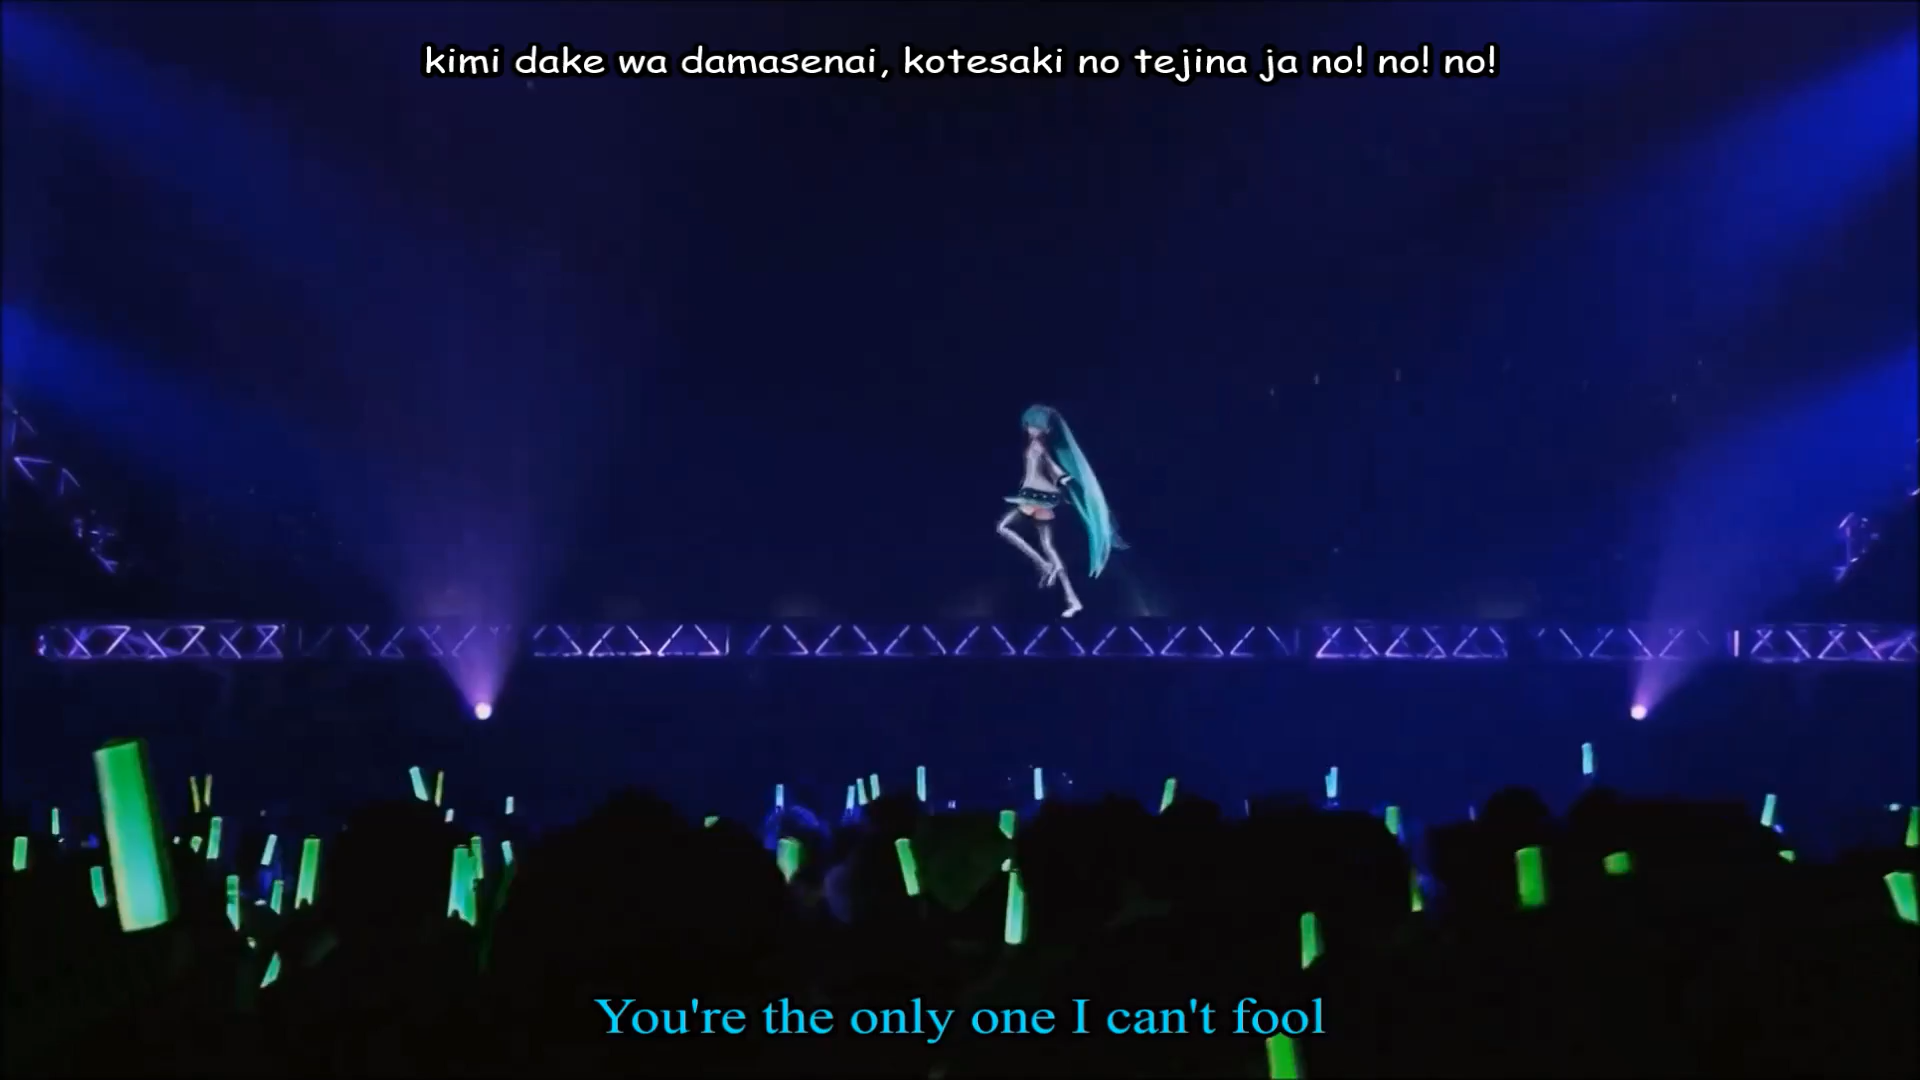 kimi dake wa damasenai, kotesaki no tejina ja no! no! no!
You're the only one I can't fool